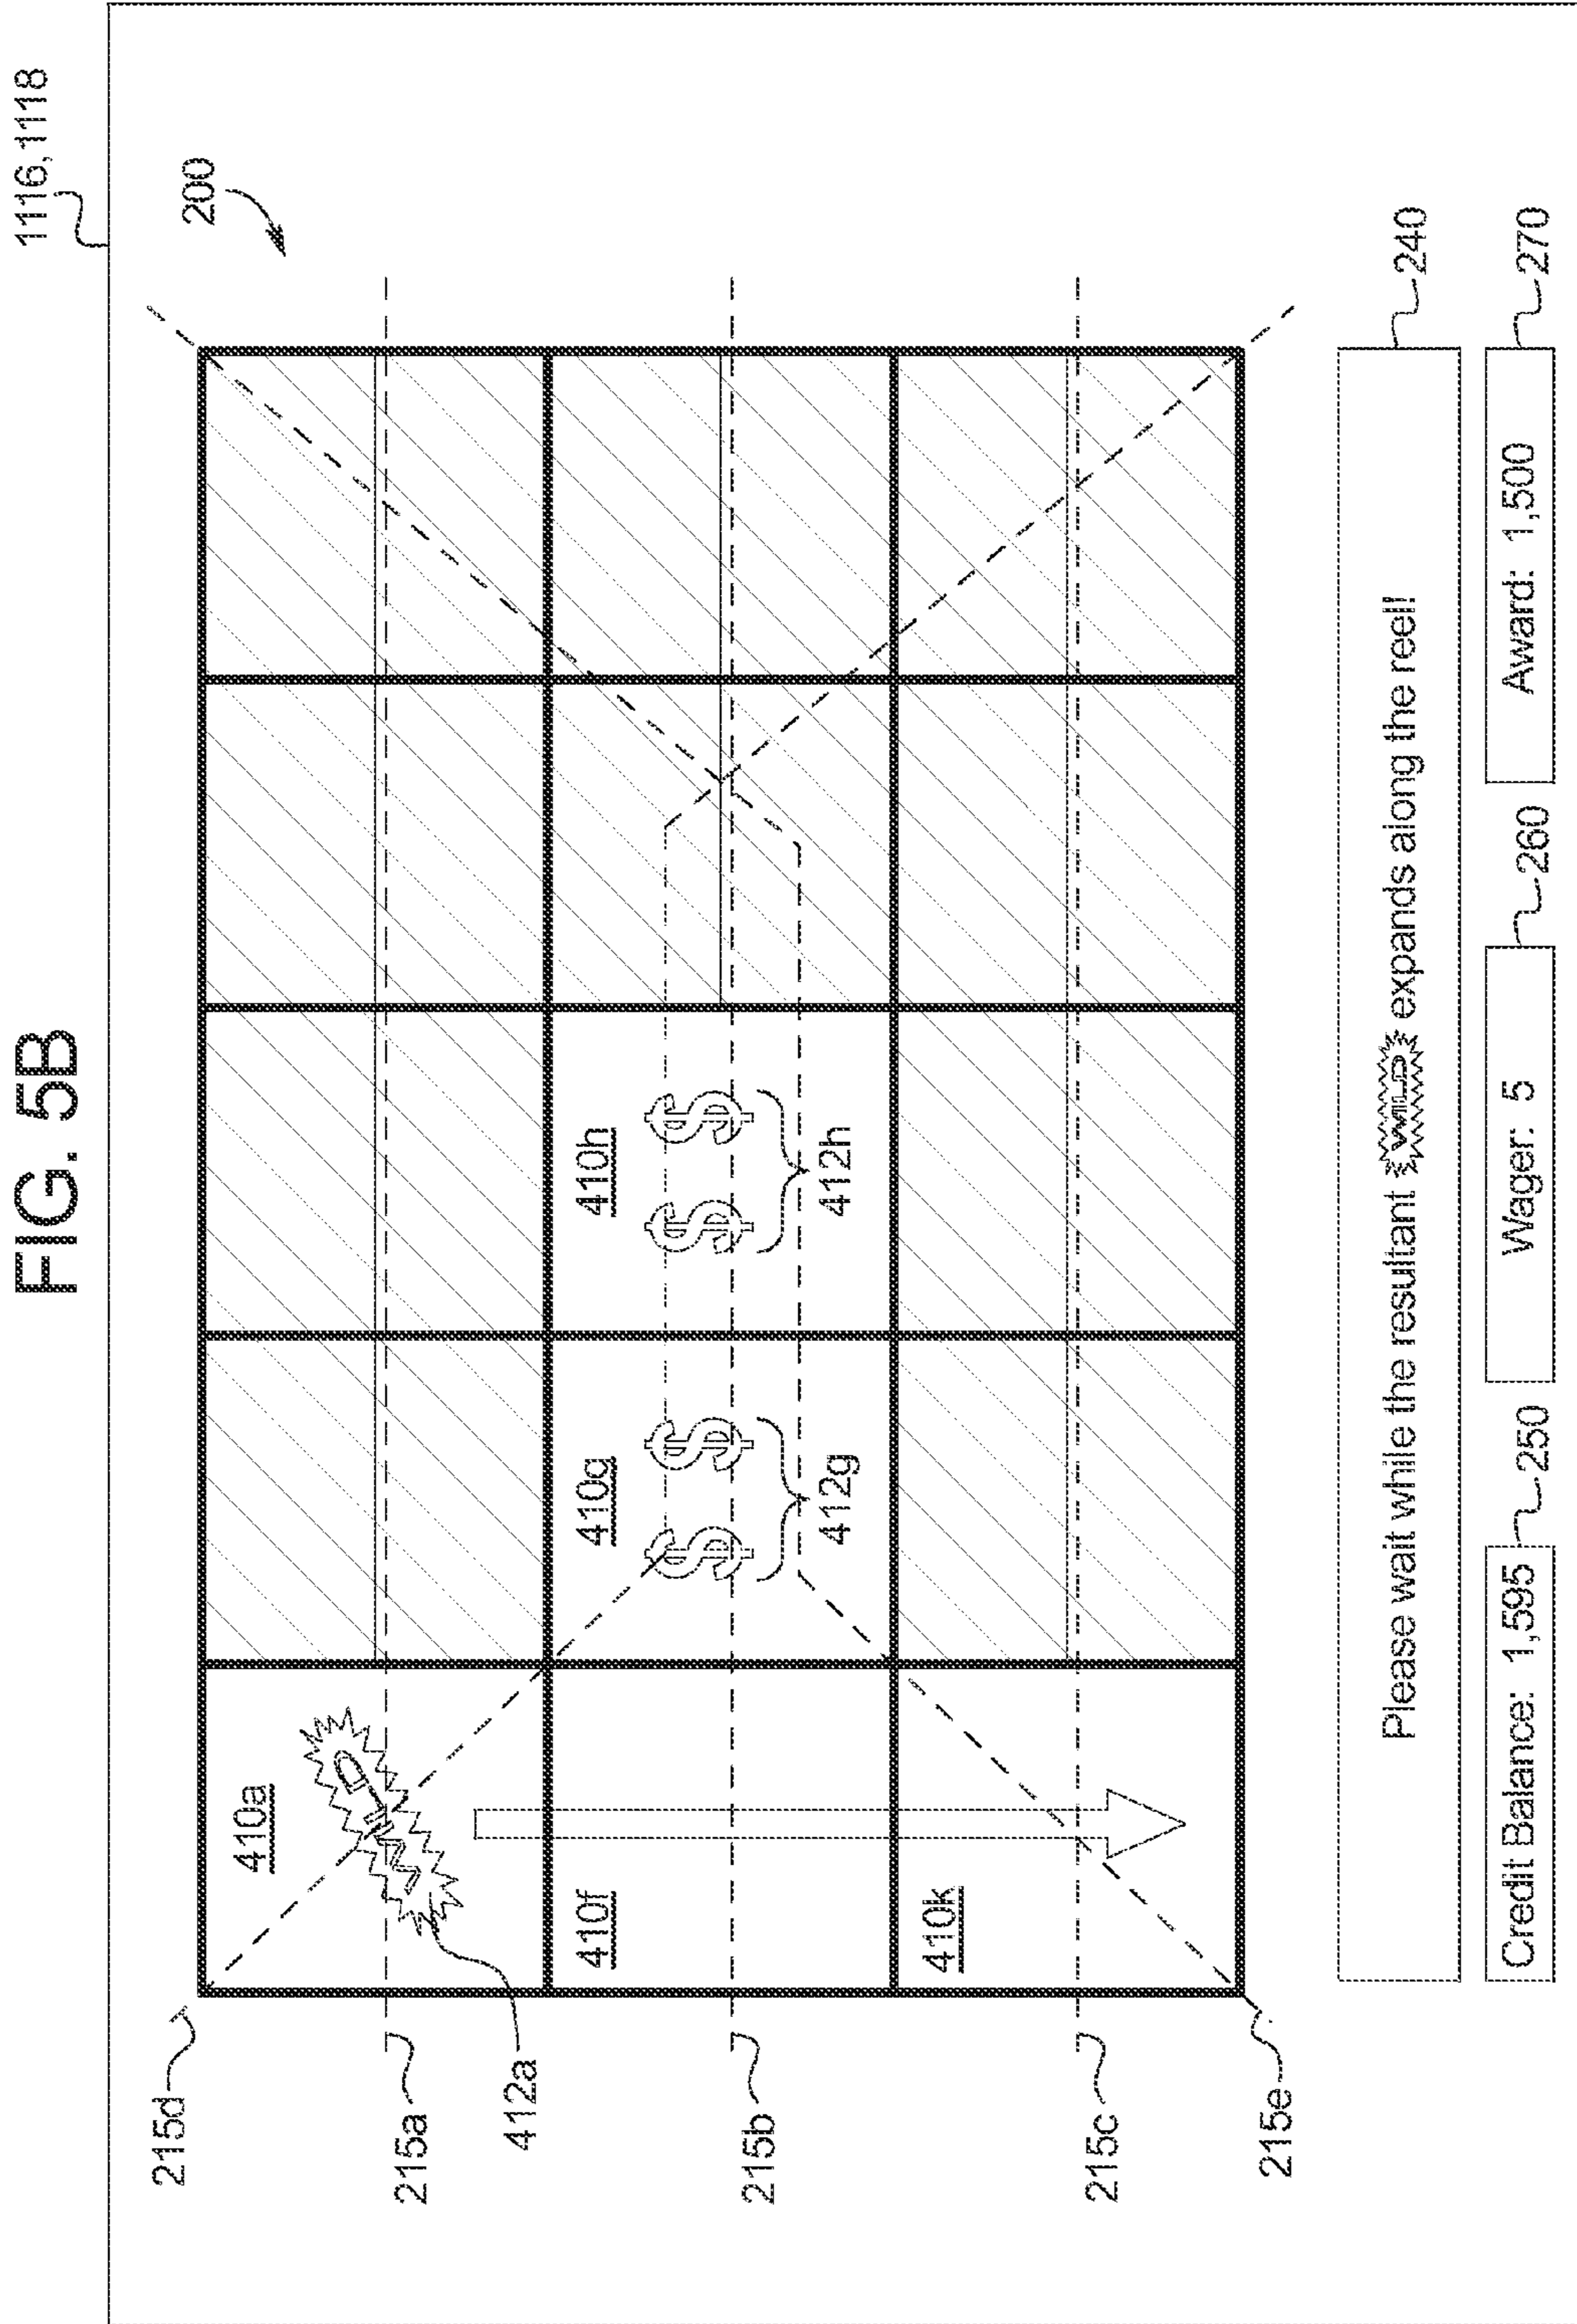 FIG. 5B
1116,1118
200
215d
410a
215a
412a
410f
410g
$ $
412g
410h
$ $
412h
215b
410k
215c
215e
Please wait while the resultant WILD expands along the reel!
240
Credit Balance: 1,595
250
Wager: 5
260
Award: 1,500
270